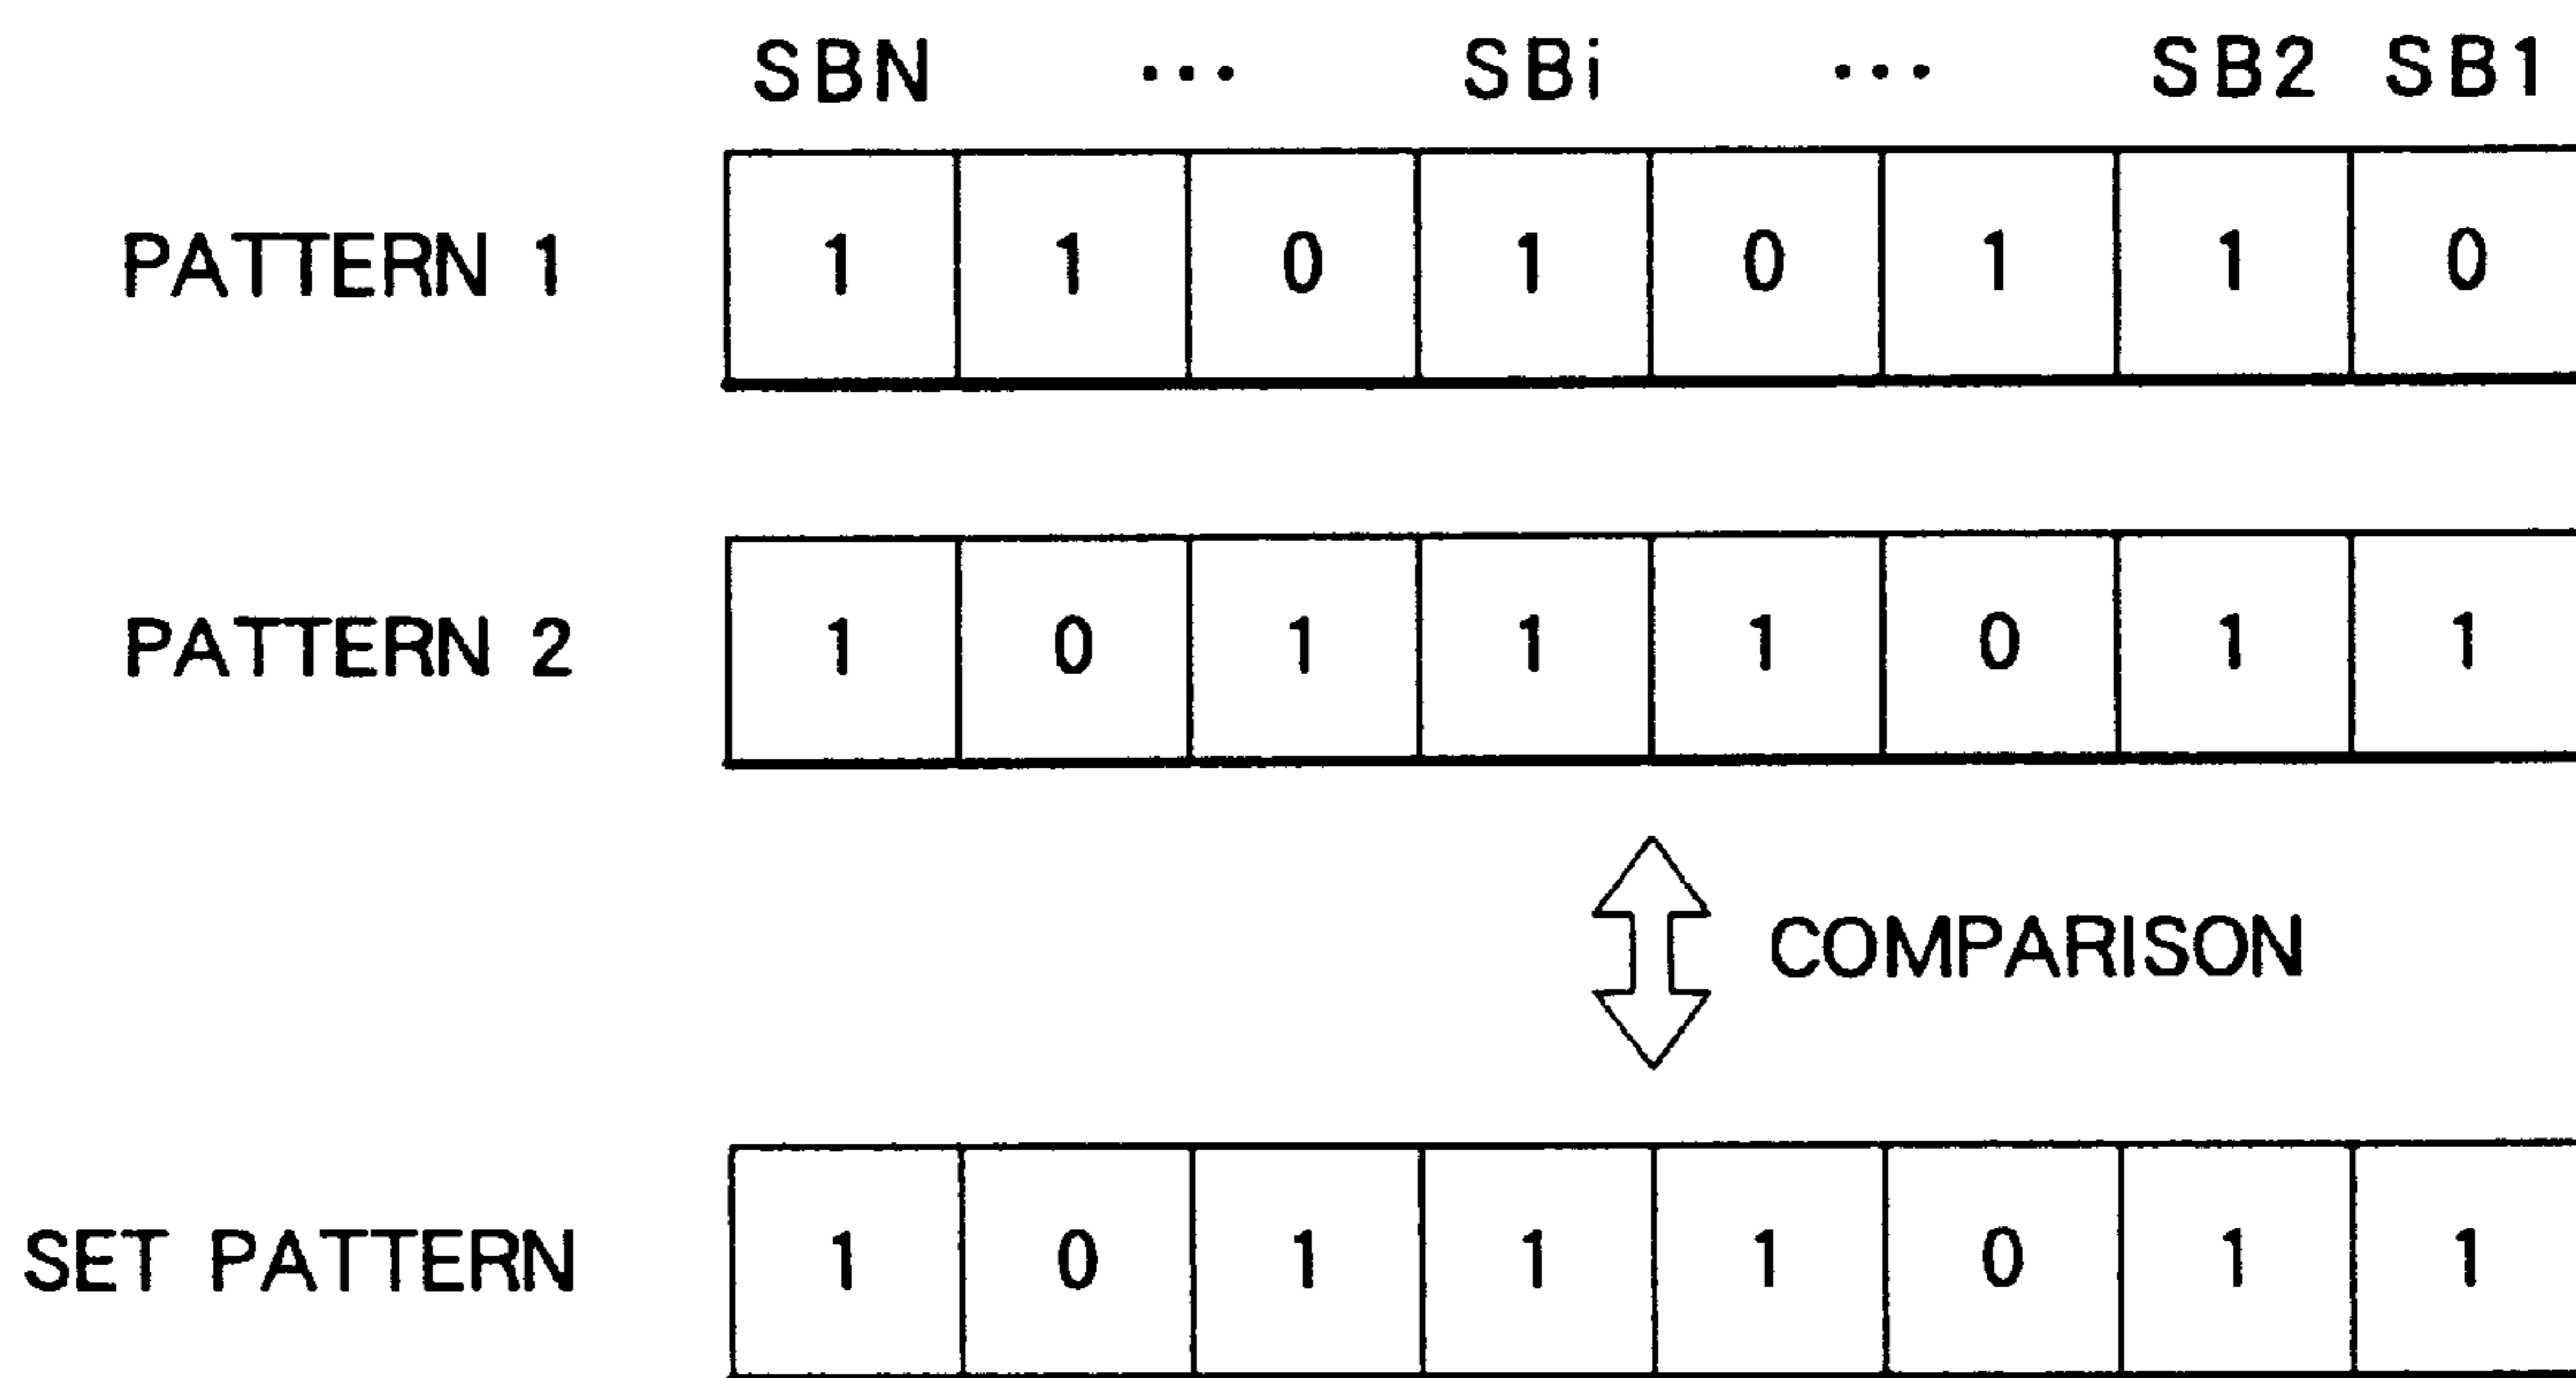 SBN ... SBi ... SB2 SB1
PATTERN 1 1 1 0 1 0 1 1 0
PATTERN 2 1 0 1 1 1 0 1 1
COMPARISON
SET PATTERN 1 0 1 1 1 0 1 1